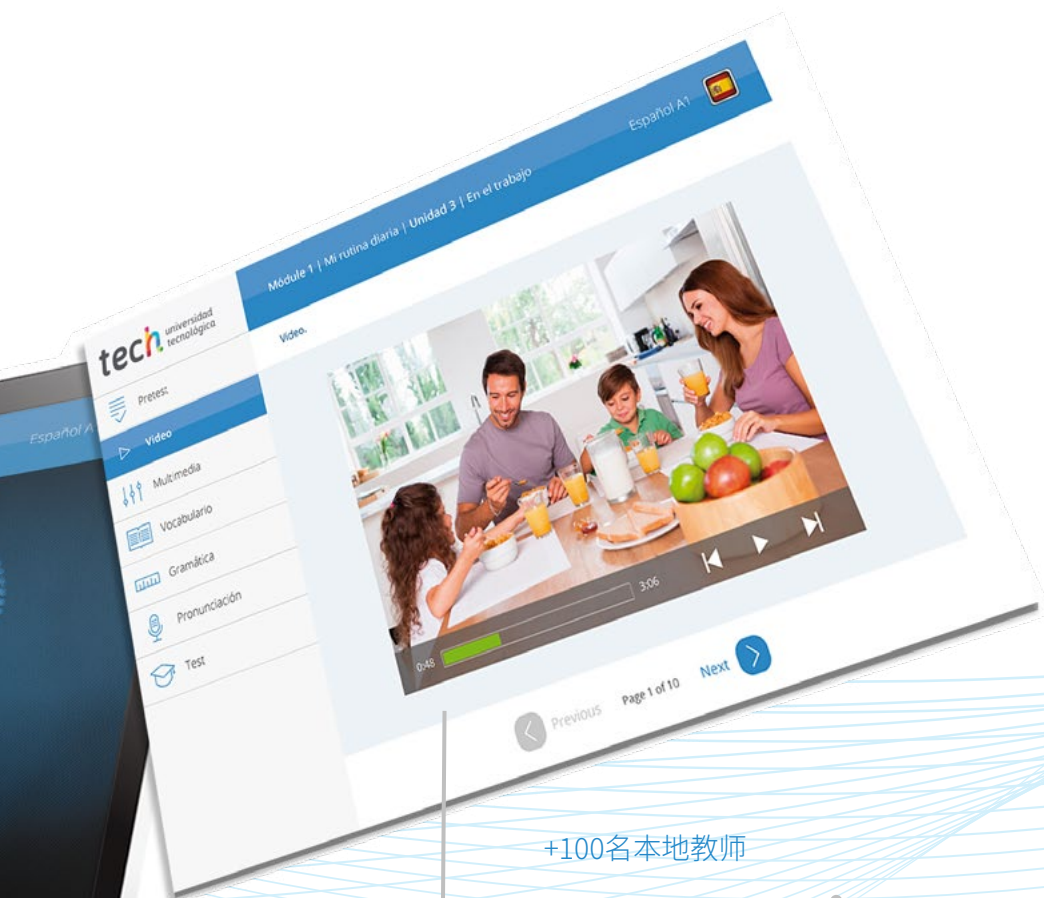 Español A1
Módule 1 | Mi rutina diaria | Unidad 3 | En el trabajo
tech universidad
tecnológica
Video.
Pretest
Video
Multimedia
Vocabulario
Gramática
Pronunciación
Test
0:48
3:06
Previous
Page 1 of 10
Next
Español A
+100名本地教师